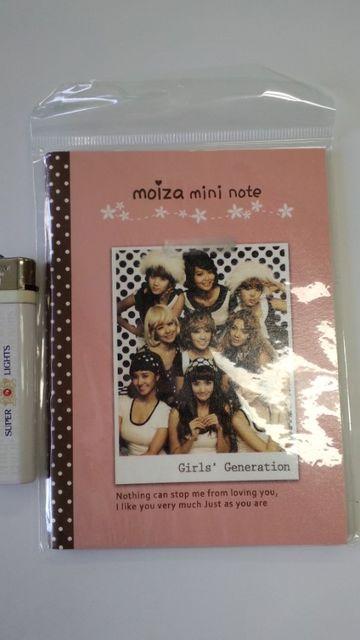 moiza mini note
Girls' Generation
Nothing can stop me from loving you,
I like you very much Just as you are
SUPER LIGHTS